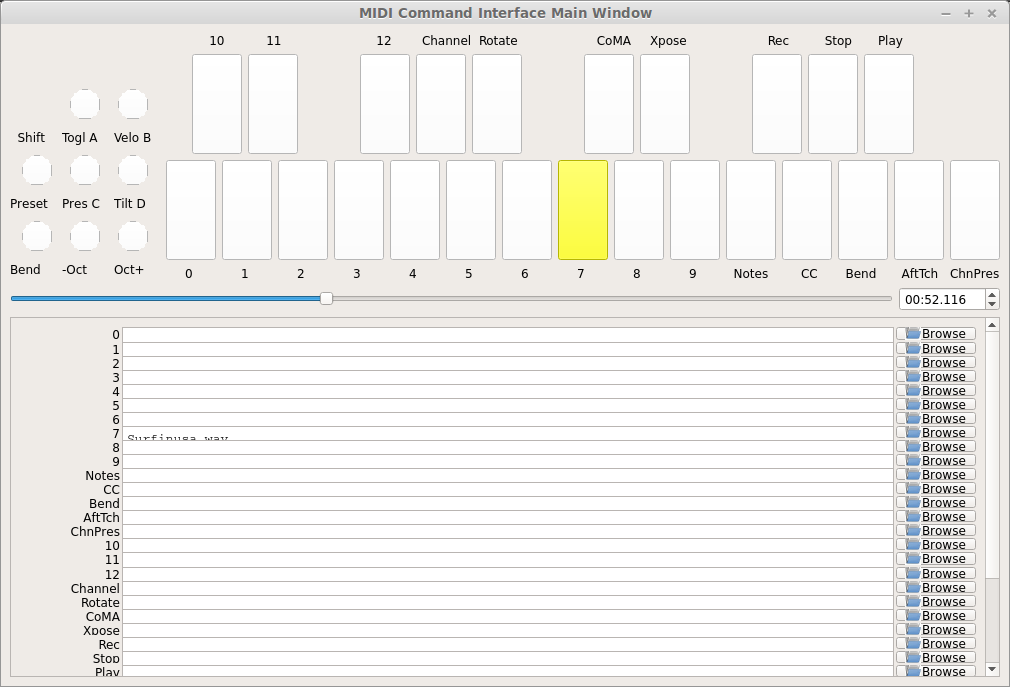 MIDI Command Interface Main Window
10 11 12 Channel Rotate CoMA Xpose Rec Stop Play
Shift Togl A Velo B
Preset Pres C Tilt D
Bend -Oct Oct+
0 1 2 3 4 5 6 7 8 9 Notes CC Bend AftTch ChnPres
00:52.116
0 Browse
1 Browse
2 Browse
3 Browse
4 Browse
5 Browse
6 Browse
7 Surfinusa.wav Browse
8 Browse
9 Browse
Notes Browse
CC Browse
Bend Browse
AftTch Browse
ChnPres Browse
10 Browse
11 Browse
12 Browse
Channel Browse
Rotate Browse
CoMA Browse
Xpose Browse
Rec Browse
Stop Browse
Play Browse